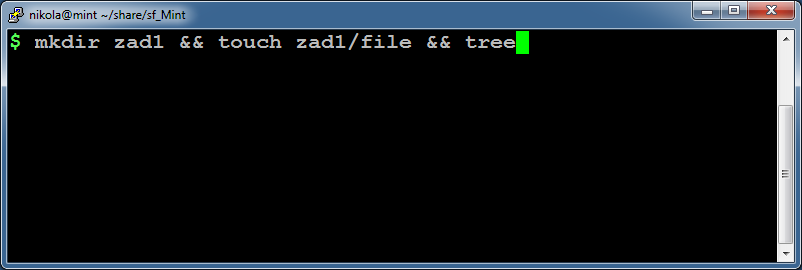 nikola@mint ~/share/sf_Mint
$ mkdir zad1 && touch zad1/file && tree